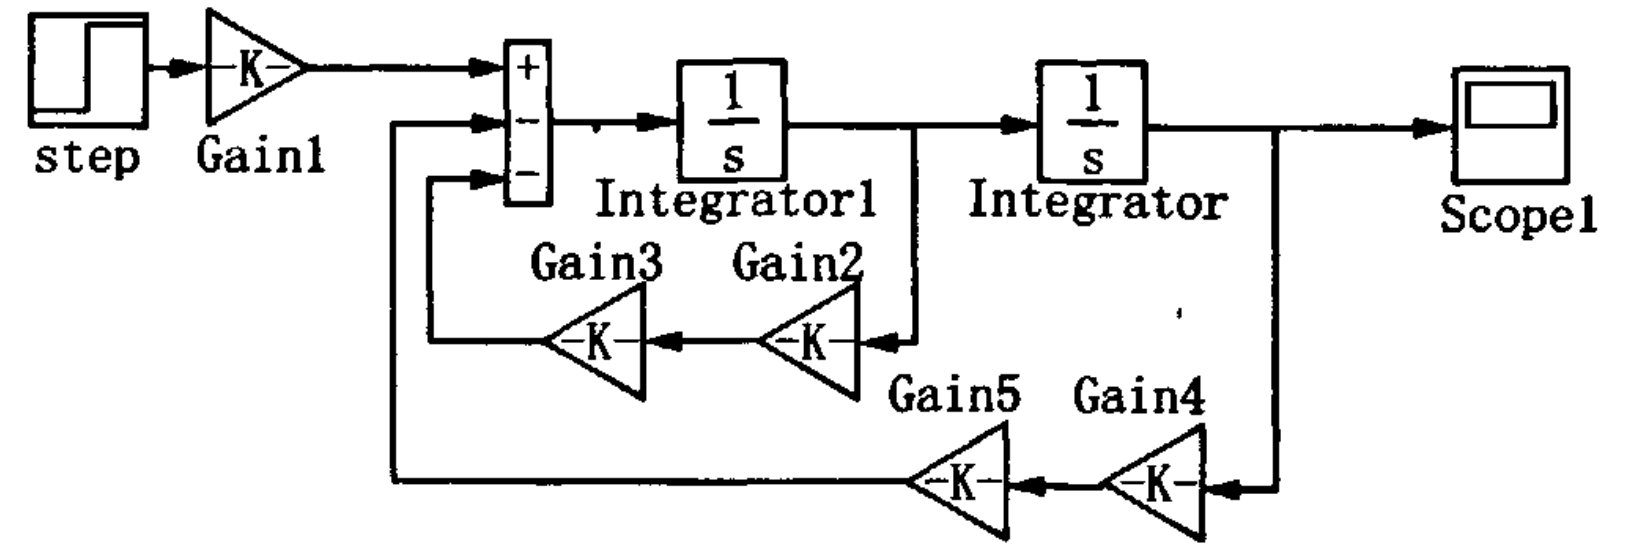 -K-
+
-
-
1
s
1
s
step
Gain1
Integrator1
Integrator
Scope1
Gain3
Gain2
-K-
-K-
Gain5
Gain4
-K-
-K-